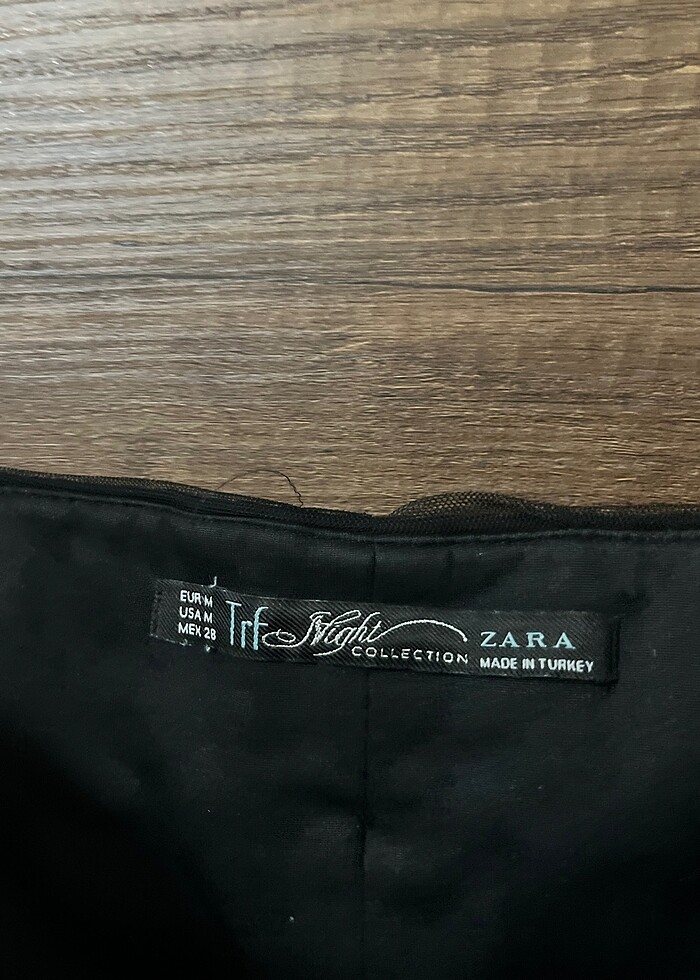 EUR M
USA M
MEX 28
Trf Night
COLLECTION
ZARA
MADE IN TURKEY